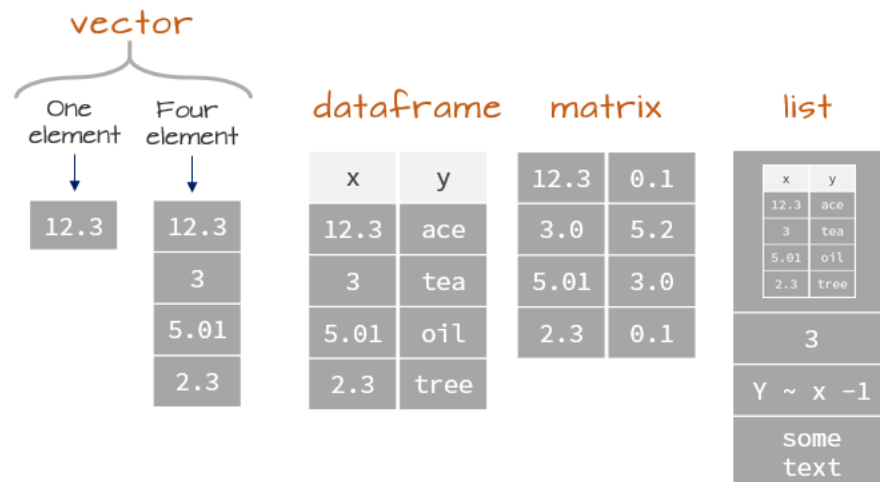 vector
One
element
Four
element
12.3
12.3
3
5.01
2.3
dataframe
x y
12.3 ace
3 tea
5.01 oil
2.3 tree
matrix
12.3 0.1
3.0 5.2
5.01 3.0
2.3 0.1
list
x y
12.3 ace
3 tea
5.01 oil
2.3 tree
3
Y ~ x -1
some
text